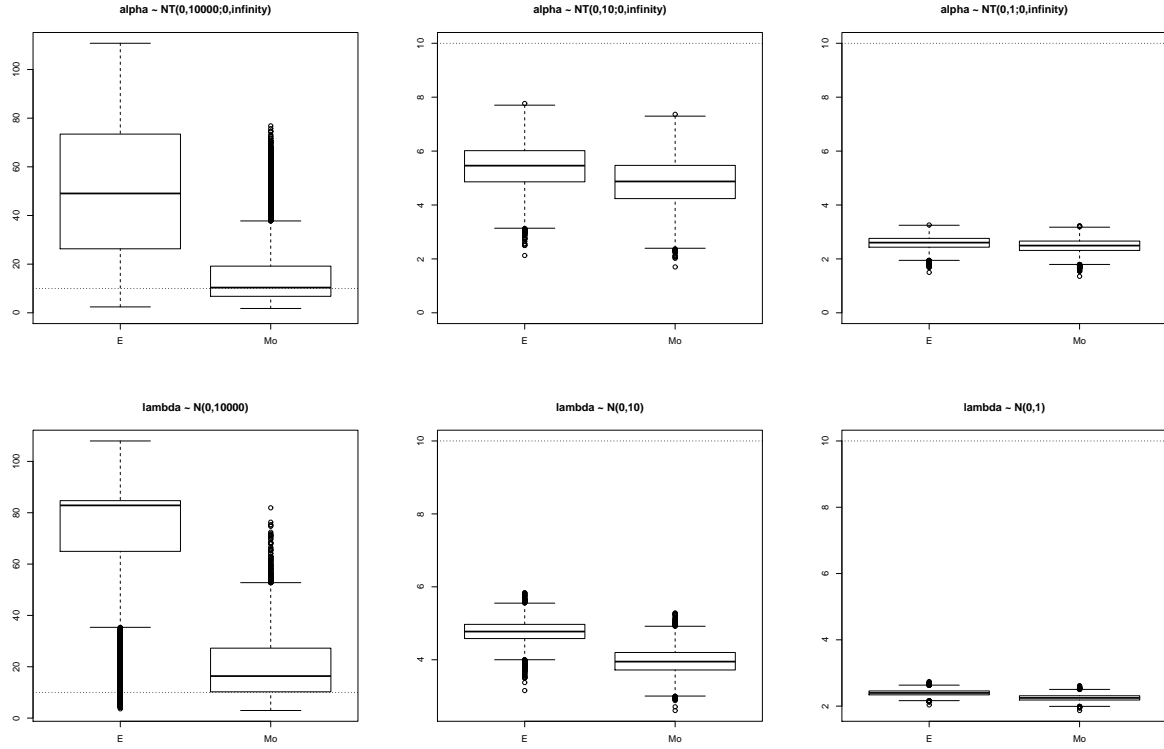 alpha ~ NT(0,10000;0,infinity)
100
80
60
40
20
0
E
Mo
alpha ~ NT(0,10;0,infinity)
10
8
6
4
2
0
E
Mo
alpha ~ NT(0,1;0,infinity)
10
8
6
4
2
0
E
Mo
lambda ~ N(0,10000)
100
80
60
40
20
0
E
Mo
lambda ~ N(0,10)
10
8
6
4
E
Mo
lambda ~ N(0,1)
10
8
6
4
2
E
Mo